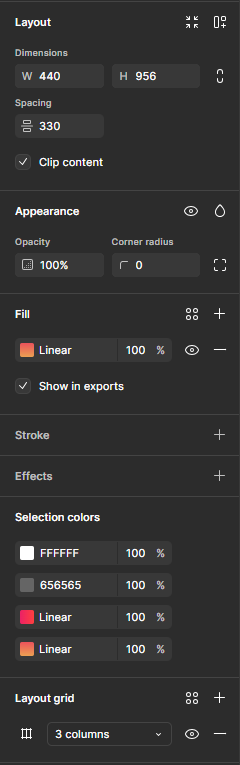 Layout
Dimensions
W 440 H 956
Spacing
330
Clip content
Appearance
Opacity Corner radius
100% 0
Fill
Linear 100 %
Show in exports
Stroke
Effects
Selection colors
FFFFFF 100 %
656565 100 %
Linear 100 %
Linear 100 %
Layout grid
3 columns